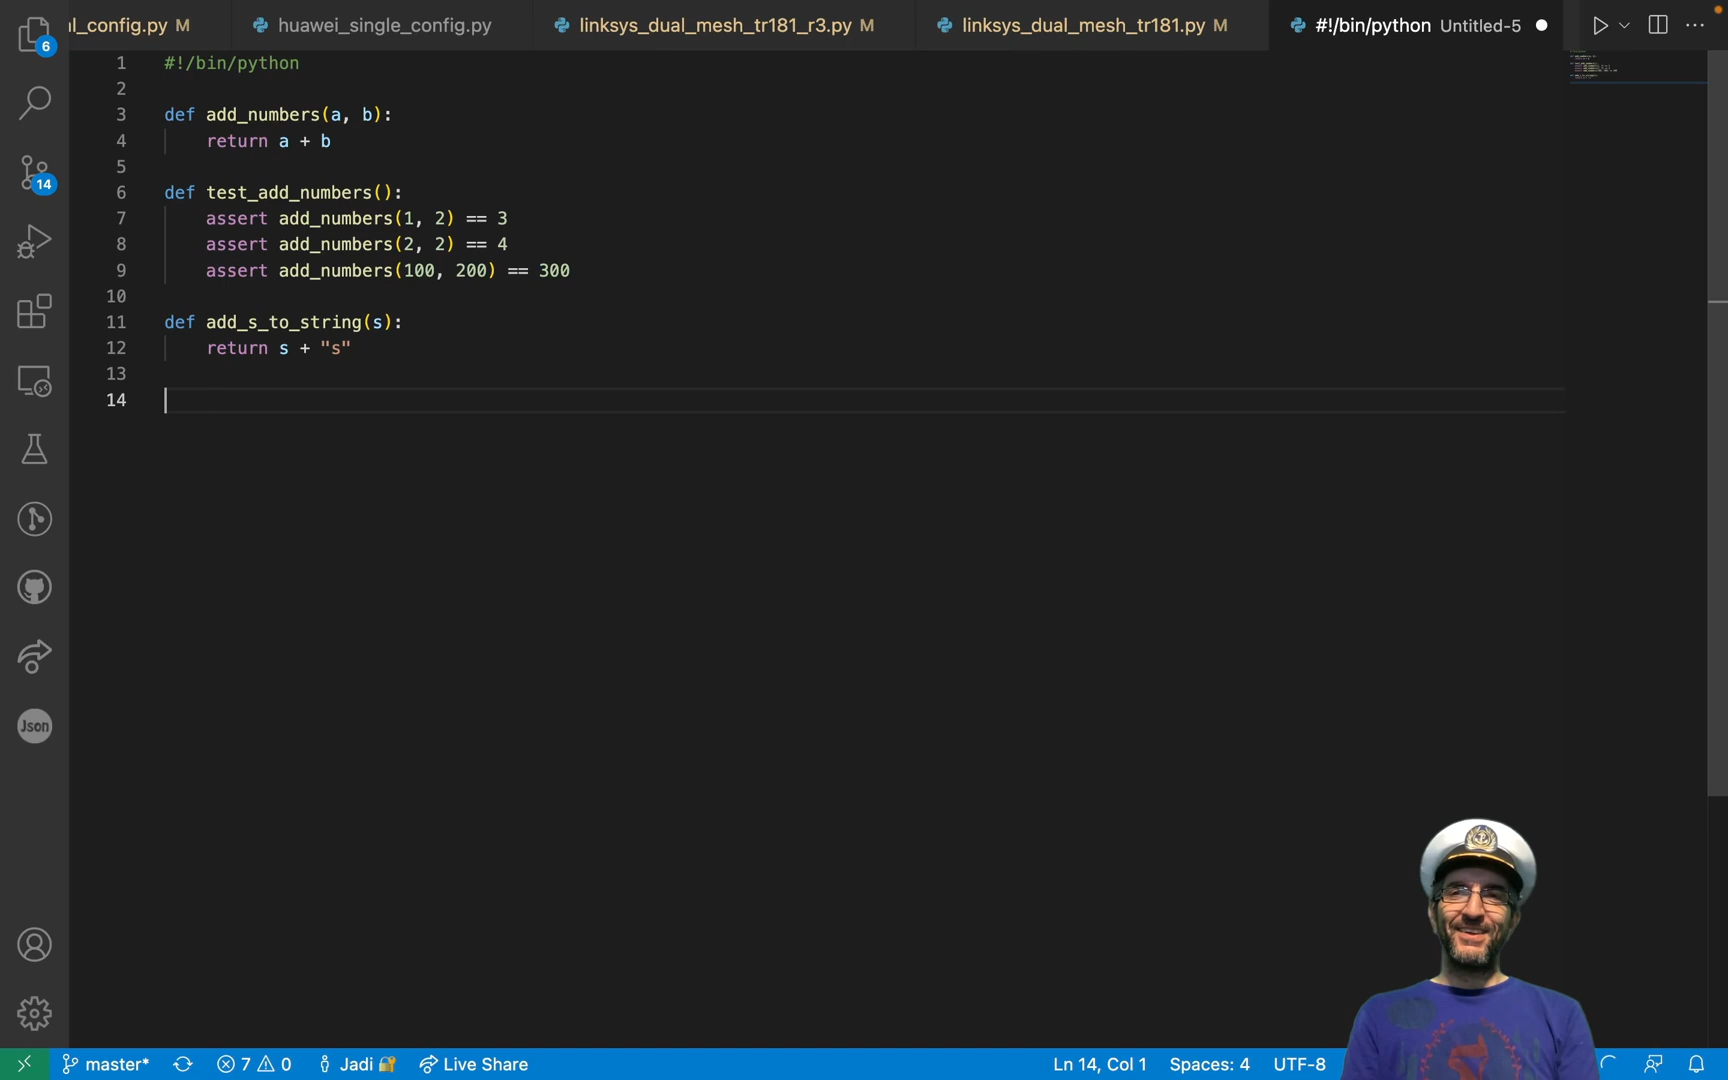 l_config.py M huawei_single_config.py linksys_dual_mesh_tr181_r3.py M linksys_dual_mesh_tr181.py M #!/bin/python Untitled-5
6
14
Json
1 #!/bin/python
2
3 def add_numbers(a, b):
4 return a + b
5
6 def test_add_numbers():
7 assert add_numbers(1, 2) == 3
8 assert add_numbers(2, 2) == 4
9 assert add_numbers(100, 200) == 300
10
11 def add_s_to_string(s):
12 return s + "s"
13
14
master* 7 0 Jadi Live Share Ln 14, Col 1 Spaces: 4 UTF-8